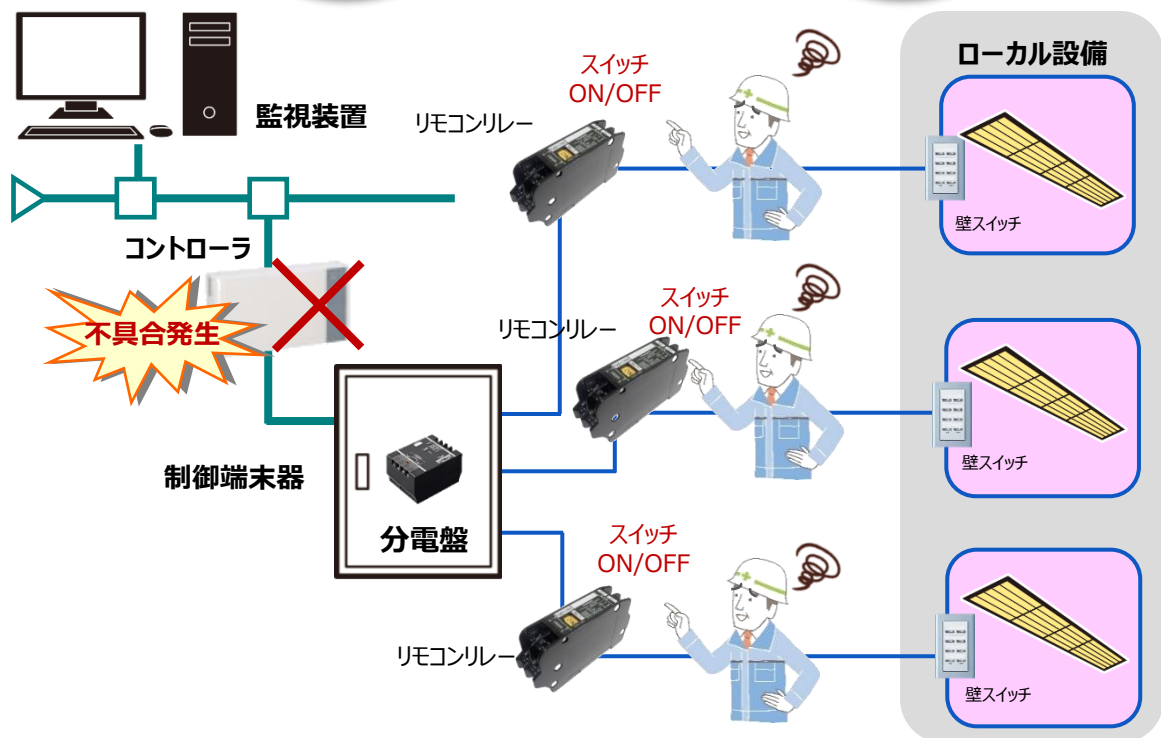 監視装置
コントローラ
不具合発生
制御端末器
分電盤
リモコンリレー
スイッチ
ON/OFF
リモコンリレー
スイッチ
ON/OFF
リモコンリレー
スイッチ
ON/OFF
ローカル設備
壁スイッチ
壁スイッチ
壁スイッチ